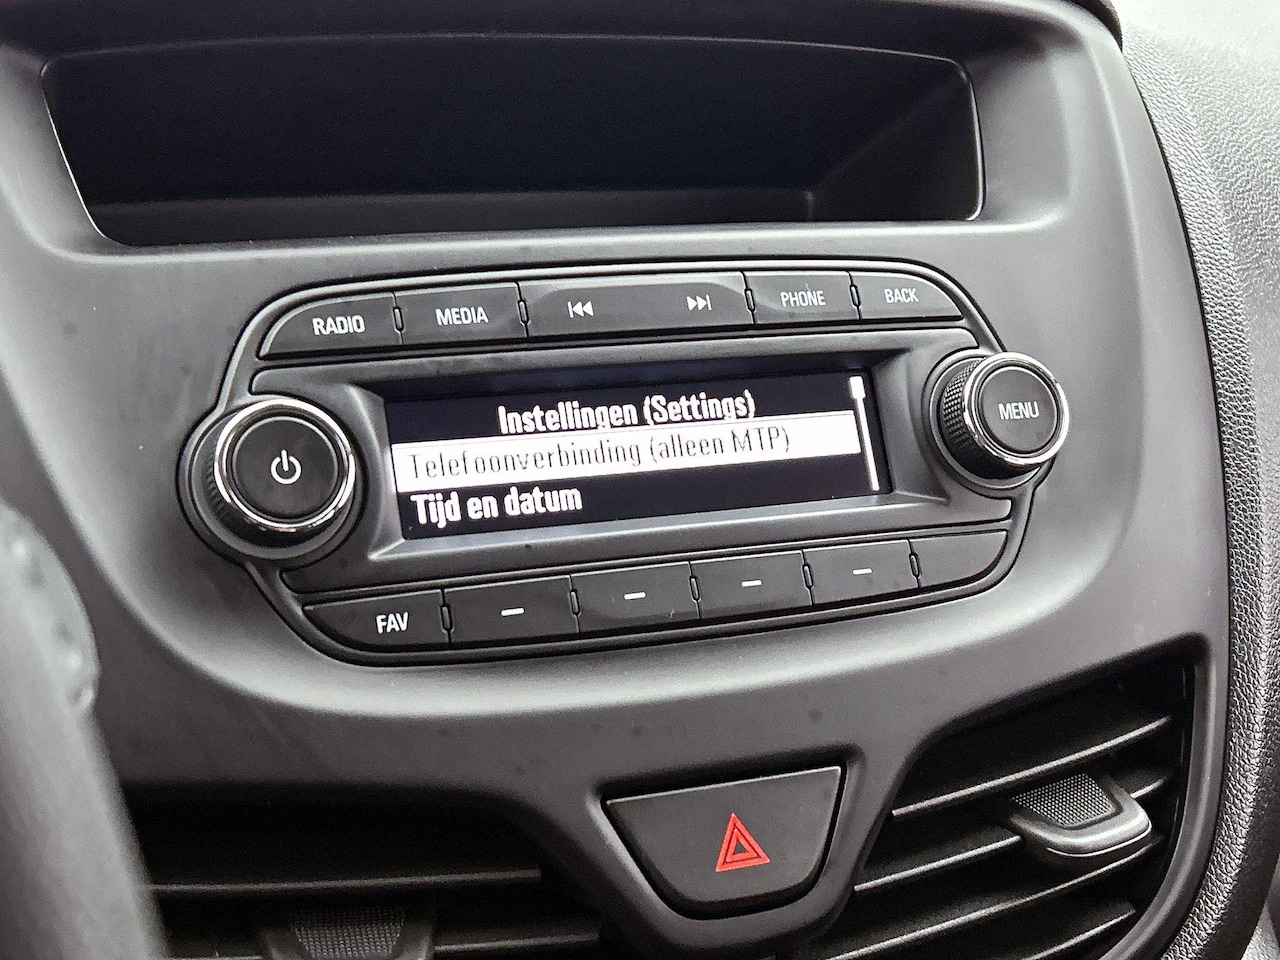 RADIO
MEDIA
PHONE
BACK
Instellingen (Settings)
Telefoonverbinding (alleen MTP)
Tijd en datum
MENU
FAV